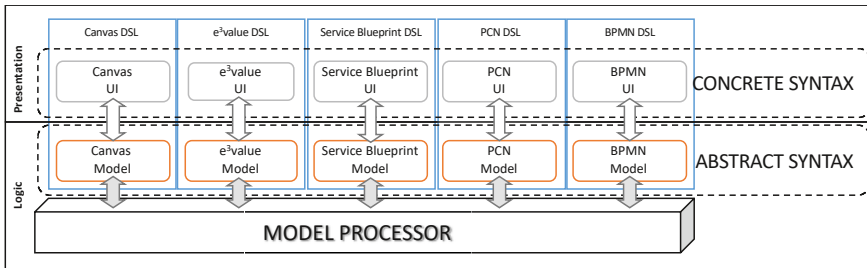 Canvas DSL
e³value DSL
Service Blueprint DSL
PCN DSL
BPMN DSL
Presentation
Canvas
UI
e³value
UI
Service Blueprint
UI
PCN
UI
BPMN
UI
CONCRETE SYNTAX
Logic
Canvas
Model
e³value
Model
Service Blueprint
Model
PCN
Model
BPMN
Model
ABSTRACT SYNTAX
MODEL PROCESSOR